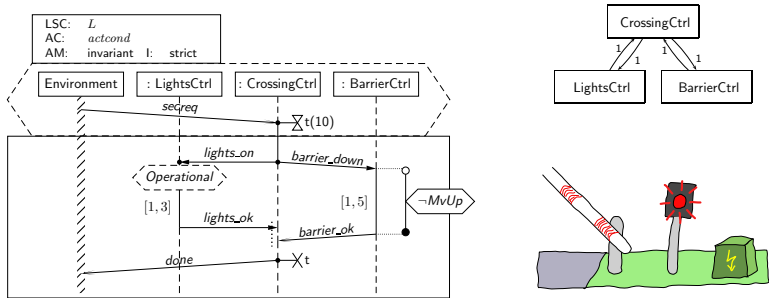 LSC: L
AC: actcond
AM: invariant I: strict
Environment
: LightsCtrl
: CrossingCtrl
: BarrierCtrl
secreq
t(10)
lights_on
barrier_down
Operational
¬MvUp
[1, 3]
[1, 5]
lights_ok
barrier_ok
done
t
CrossingCtrl
1
1
1
1
LightsCtrl
BarrierCtrl